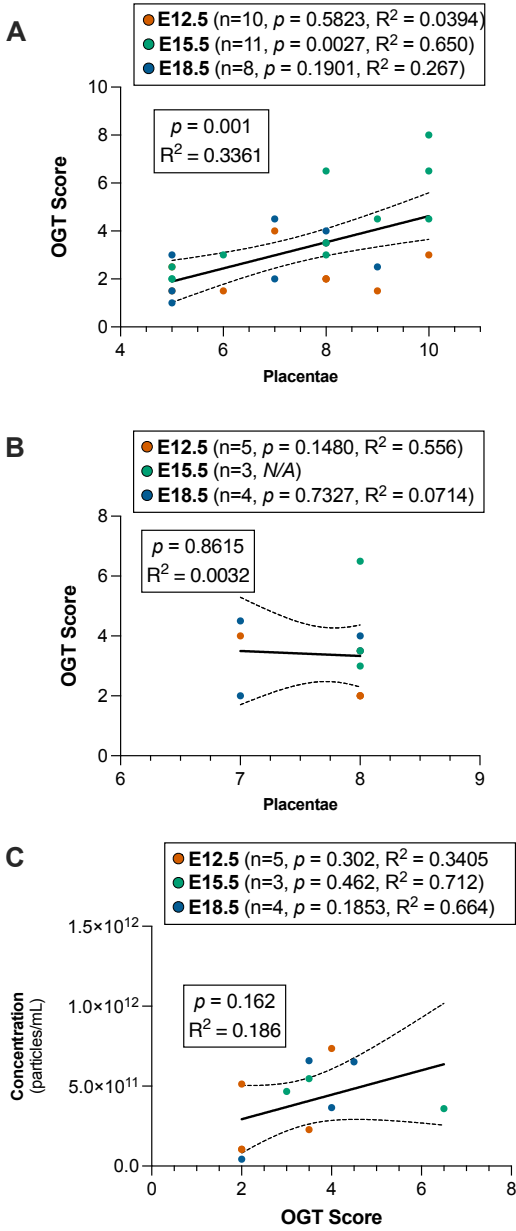 A
E12.5 (n=10, p = 0.5823, R² = 0.0394)
E15.5 (n=11, p = 0.0027, R² = 0.650)
E18.5 (n=8, p = 0.1901, R² = 0.267)
p = 0.001
R² = 0.3361
OGT Score
10
8
6
4
2
0
4
6
8
10
Placentae
B
E12.5 (n=5, p = 0.1480, R² = 0.556)
E15.5 (n=3, N/A)
E18.5 (n=4, p = 0.7327, R² = 0.0714)
p = 0.8615
R² = 0.0032
OGT Score
8
6
4
2
0
6
7
8
9
Placentae
C
E12.5 (n=5, p = 0.302, R² = 0.3405
E15.5 (n=3, p = 0.462, R² = 0.712)
E18.5 (n=4, p = 0.1853, R² = 0.664)
p = 0.162
R² = 0.186
Concentration
(particles/mL)
1.5×10¹²
1.0×10¹²
5.0×10¹¹
0.0
0
2
4
6
8
OGT Score